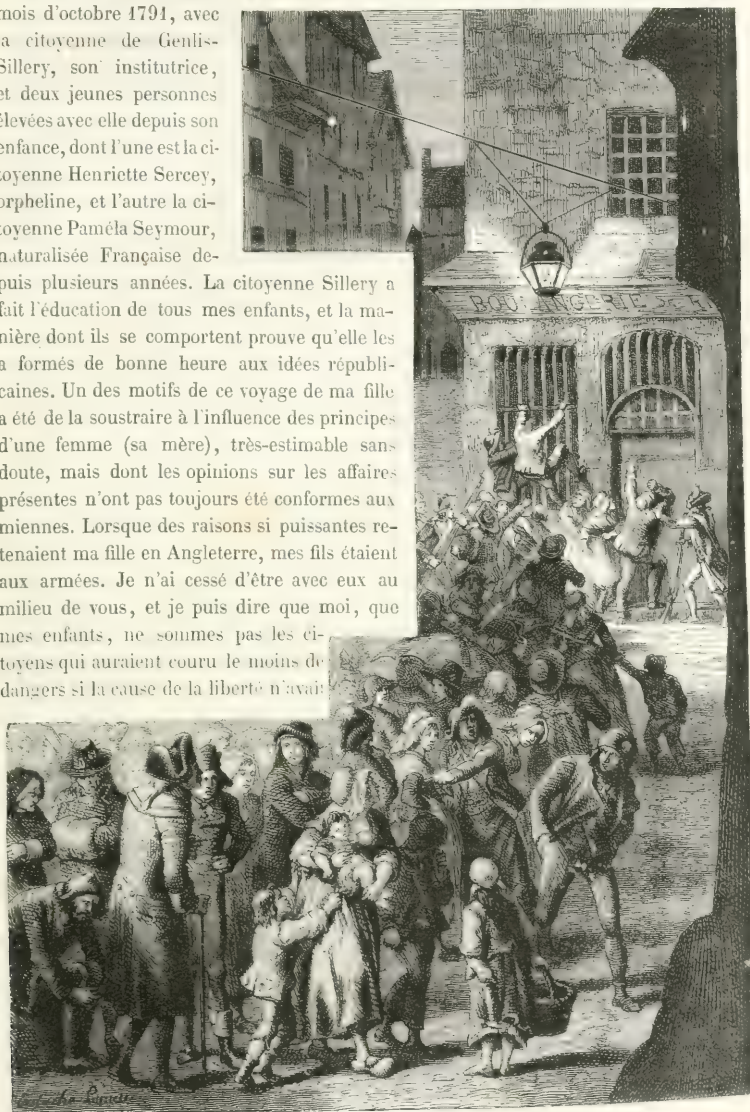 mois d'octobre 1791, avec
la citoyenne de Genlis-
Sillery, son institutrice,
et deux jeunes personnes
élevées avec elle depuis son
enfance, dont l'une est la ci-
toyenne Henriette Sercey,
orpheline, et l'autre la ci-
toyenne Paméla Seymour,
naturalisée Française de-
puis plusieurs années. La citoyenne Sillery a
fait l'éducation de tous mes enfants, et la ma-
nière dont ils se comportent prouve qu'elle les
a formés de bonne heure aux idées républi-
caines. Un des motifs de ce voyage de ma fille
a été de la soustraire à l'influence des principes
d'une femme (sa mère), très-estimable sans
doute, mais dont les opinions sur les affaires
présentes n'ont pas toujours été conformes aux
miennes. Lorsque des raisons si puissantes re-
tenaient ma fille en Angleterre, mes fils étaient
aux armées. Je n'ai cessé d'être avec eux au
milieu de vous, et je puis dire que moi, que
mes enfants, ne sommes pas les ci-
toyens qui auraient couru le moins de
dangers si la cause de la liberté n'avait
BOULANGERIE